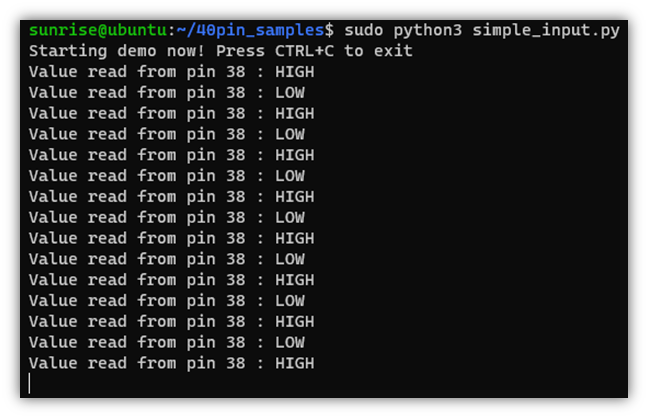 sunrise@ubuntu:~/40pin_samples$ sudo python3 simple_input.py
Starting demo now! Press CTRL+C to exit
Value read from pin 38 : HIGH
Value read from pin 38 : LOW
Value read from pin 38 : HIGH
Value read from pin 38 : LOW
Value read from pin 38 : HIGH
Value read from pin 38 : LOW
Value read from pin 38 : HIGH
Value read from pin 38 : LOW
Value read from pin 38 : HIGH
Value read from pin 38 : LOW
Value read from pin 38 : HIGH
Value read from pin 38 : LOW
Value read from pin 38 : HIGH
Value read from pin 38 : LOW
Value read from pin 38 : HIGH